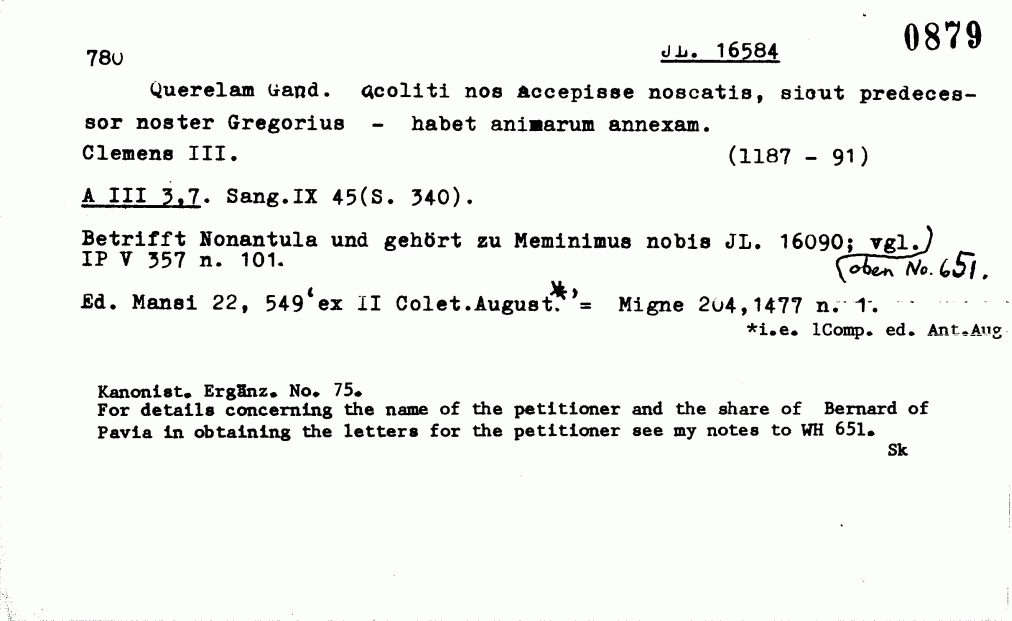 0879
780 JL. 16584
Querelam Gand. acoliti nos Accepisse noscatis, sicut predeces-
sor noster Gregorius - habet animarum annexam.
Clemens III. (1187 - 91)
A III 3,7. Sang.IX 45(S. 340).
Betrifft Nonantula und gehört zu Meminimus nobis JL. 16090; vgl.)
IP V 357 n. 101. (oben No. 651.
Ed. Mansi 22, 549 ‘ex II Colet.August.*’= Migne 204,1477 n. 1.
*i.e. 1Comp. ed. Ant.Aug
Kanonist. Ergänz. No. 75.
For details concerning the name of the petitioner and the share of Bernard of
Pavia in obtaining the letters for the petitioner see my notes to WH 651.
Sk